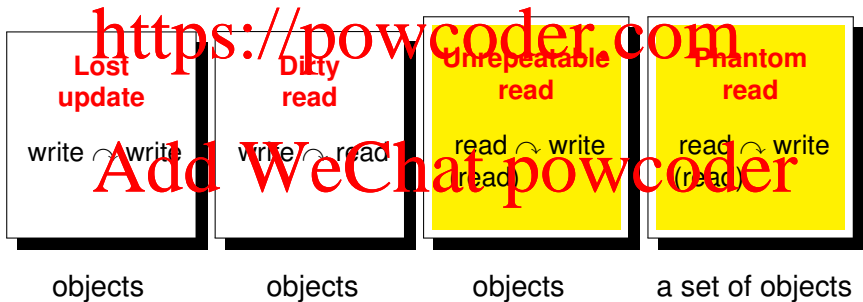 https://powcoder.com
Lost update
Dirty read
Unrepeatable read
Phantom read
write ↷ write
write ↷ read
read ↷ write (read)
read ↷ write (read)
Add WeChat powcoder
objects
objects
objects
a set of objects